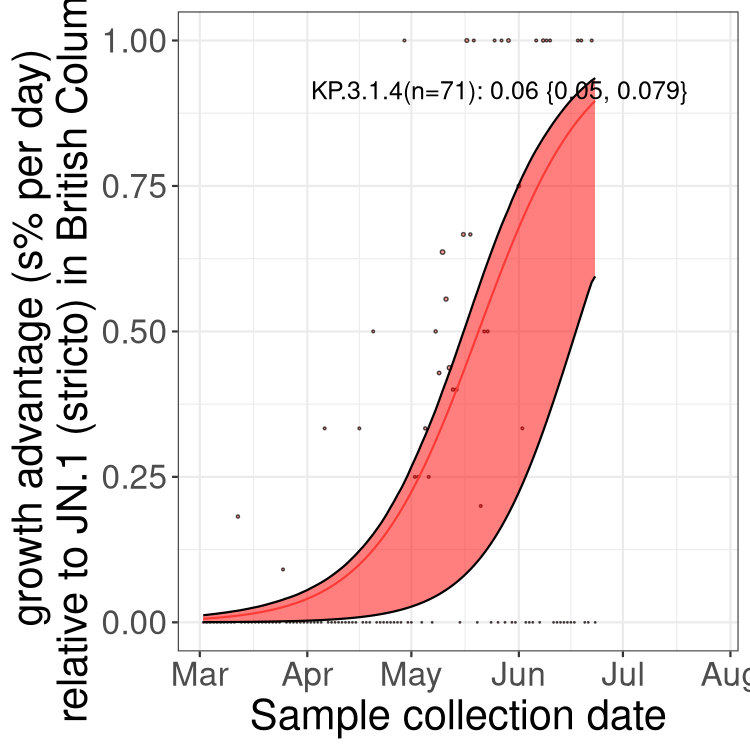 growth advantage (s% per day)
relative to JN.1 (stricto) in British Colum
1.00
0.75
0.50
0.25
0.00
KP.3.1.4(n=71): 0.06 {0.05, 0.079}
Mar Apr May Jun Jul Aug
Sample collection date